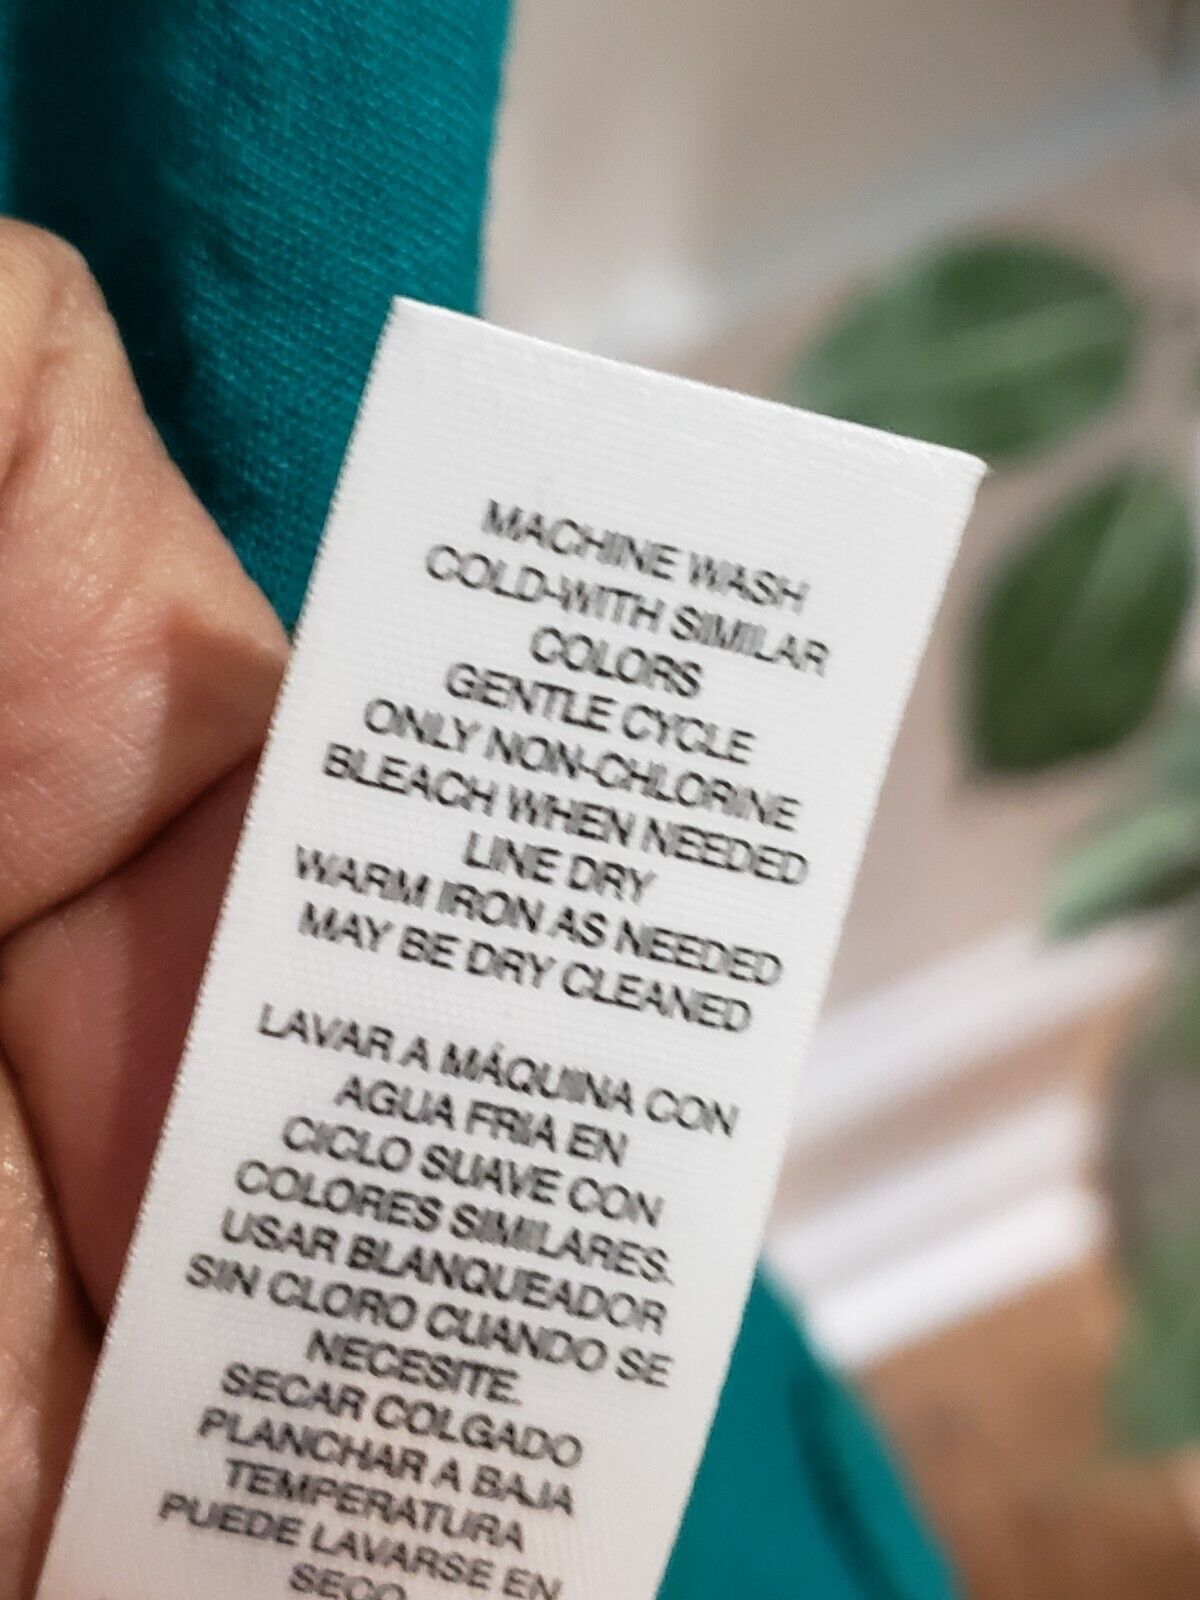 MACHINE WASH
COLD-WITH SIMILAR
COLORS
GENTLE CYCLE
ONLY NON-CHLORINE
BLEACH WHEN NEEDED
LINE DRY
WARM IRON AS NEEDED
MAY BE DRY CLEANED
LAVAR A MÁQUINA CON
AGUA FRIA EN
CICLO SUAVE CON
COLORES SIMILARES.
USAR BLANQUEADOR
SIN CLORO CUANDO SE
NECESITE.
SECAR COLGADO
PLANCHAR A BAJA
TEMPERATURA
PUEDE LAVARSE EN
SECO